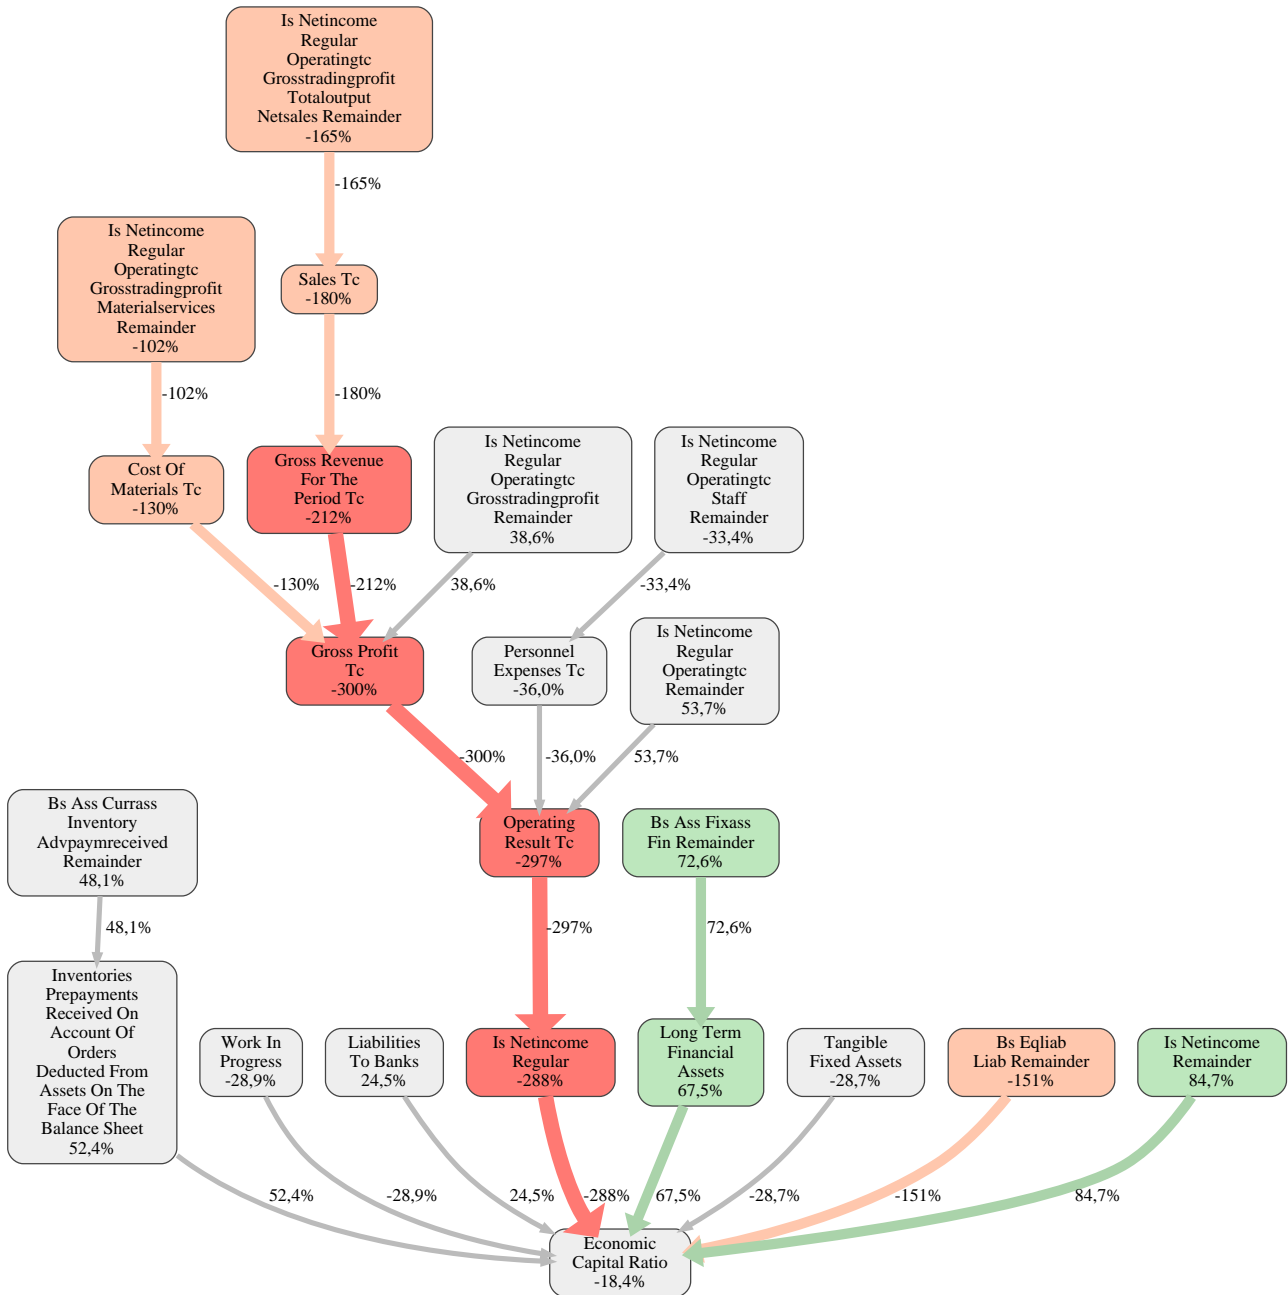 Is Netincome
Regular
Operatingtc
Grosstradingprofit
Totaloutput
Netsales Remainder
-165%
-165%
Is Netincome
Regular
Operatingtc
Grosstradingprofit
Materialservices
Remainder
-102%
Sales Tc
-180%
-102%
-180%
Cost Of
Materials Tc
-130%
Gross Revenue
For The
Period Tc
-212%
Is Netincome
Regular
Operatingtc
Grosstradingprofit
Remainder
38,6%
Is Netincome
Regular
Operatingtc
Staff
Remainder
-33,4%
-130%
-212%
38,6%
-33,4%
Gross Profit
Tc
-300%
Personnel
Expenses Tc
-36,0%
Is Netincome
Regular
Operatingtc
Remainder
53,7%
-300%
-36,0%
53,7%
Bs Ass Currass
Inventory
Advpaymreceived
Remainder
48,1%
Operating
Result Tc
-297%
Bs Ass Fixass
Fin Remainder
72,6%
48,1%
-297%
72,6%
Inventories
Prepayments
Received On
Account Of
Orders
Deducted From
Assets On The
Face Of The
Balance Sheet
52,4%
Work In
Progress
-28,9%
Liabilities
To Banks
24,5%
Is Netincome
Regular
-288%
Long Term
Financial
Assets
67,5%
Tangible
Fixed Assets
-28,7%
Bs Eqliab
Liab Remainder
-151%
Is Netincome
Remainder
84,7%
52,4%
-28,9%
24,5%
-288%
67,5%
-28,7%
-151%
84,7%
Economic
Capital Ratio
-18,4%